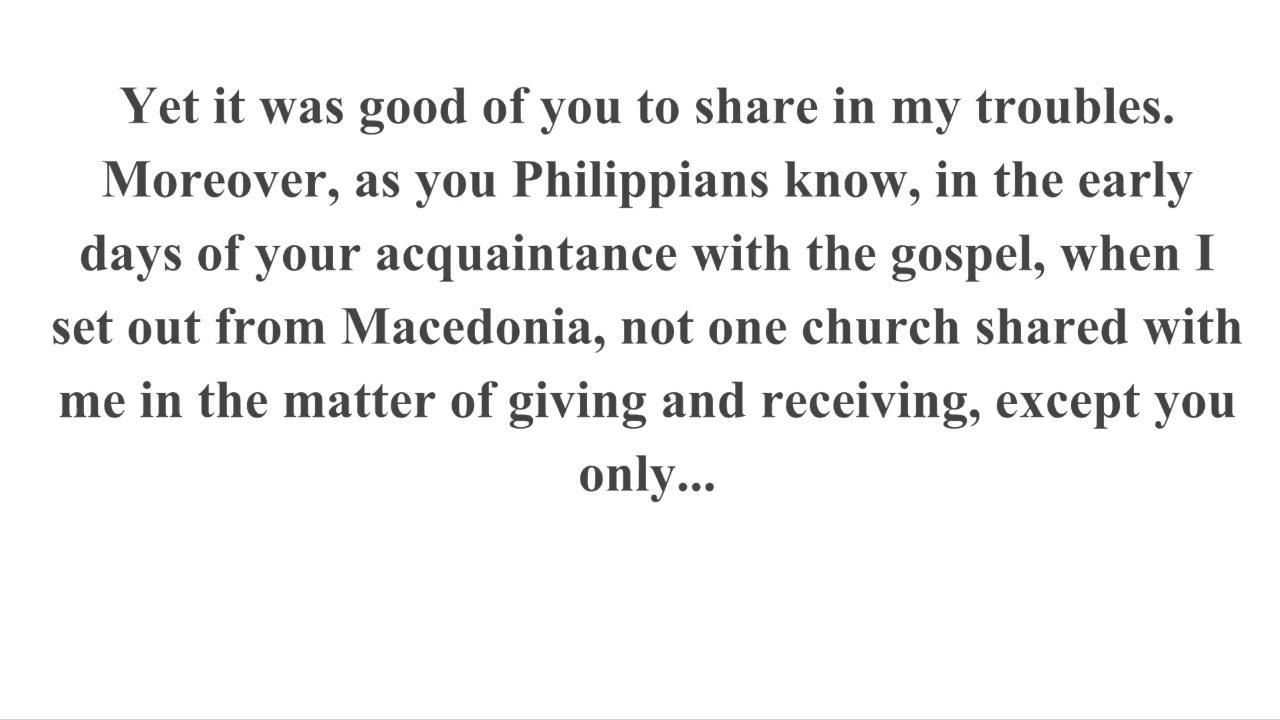 Yet it was good of you to share in my troubles.
Moreover, as you Philippians know, in the early
days of your acquaintance with the gospel, when I
set out from Macedonia, not one church shared with
me in the matter of giving and receiving, except you
only...